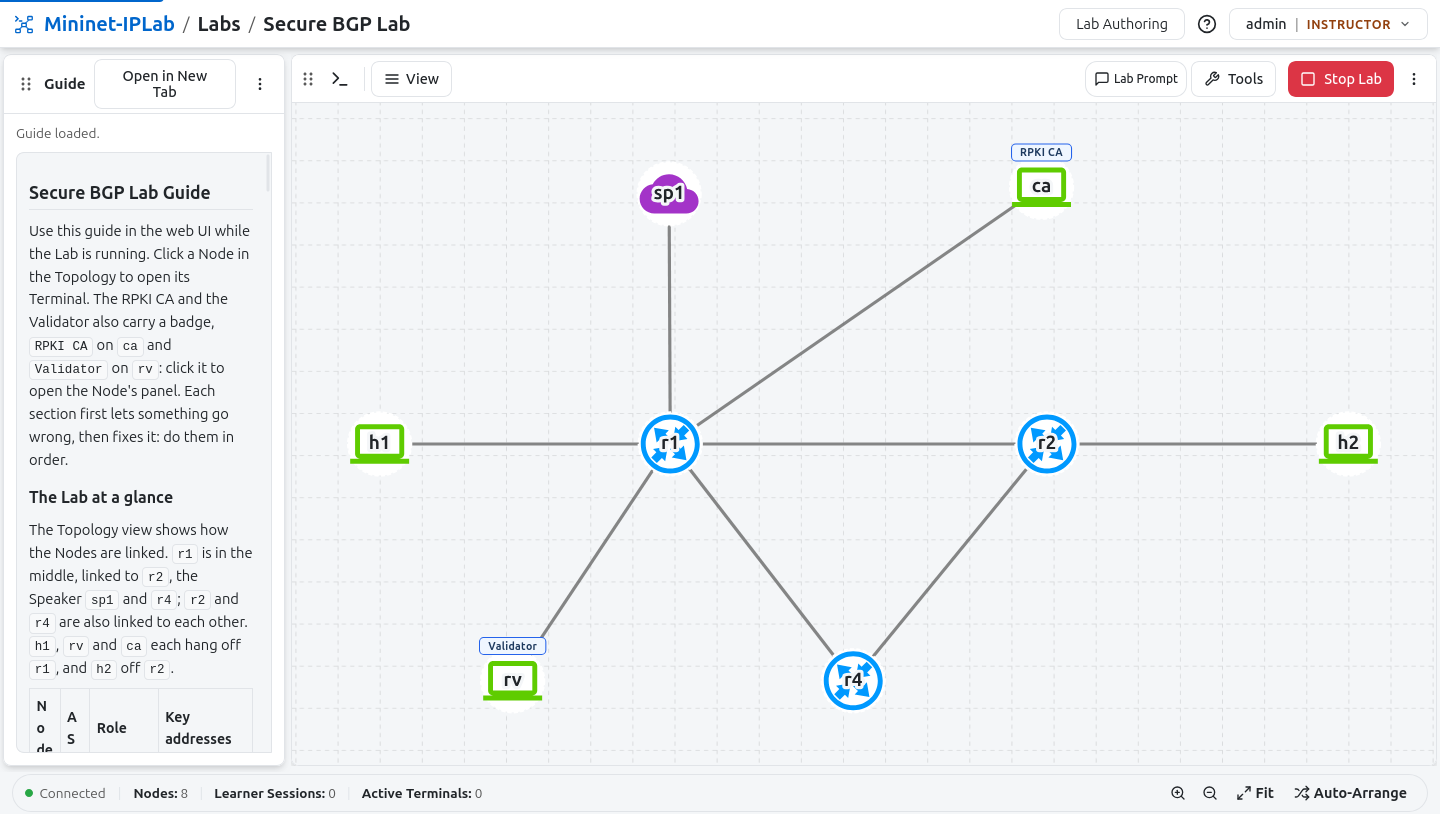 Mininet-IPLab / Labs / Secure BGP Lab
Lab Authoring
admin | INSTRUCTOR
Guide
Open in New
Tab
View
Lab Prompt
Tools
Stop Lab
Guide loaded.
Secure BGP Lab Guide
Use this guide in the web UI while
the Lab is running. Click a Node in
the Topology to open its
Terminal. The RPKI CA and the
Validator also carry a badge,
RPKI CA on ca and
Validator on rv: click it to
open the Node's panel. Each
section first lets something go
wrong, then fixes it: do them in
order.
The Lab at a glance
The Topology view shows how
the Nodes are linked. r1 is in the
middle, linked to r2, the
Speaker sp1 and r4; r2 and
r4 are also linked to each other.
h1, rv and ca each hang off
r1, and h2 off r2.
N
o
de
A
S
Role
Key
addresses
sp1
RPKI CA
ca
h1
r1
r2
h2
Validator
rv
r4
Connected
Nodes: 8
Learner Sessions: 0
Active Terminals: 0
Fit
Auto-Arrange